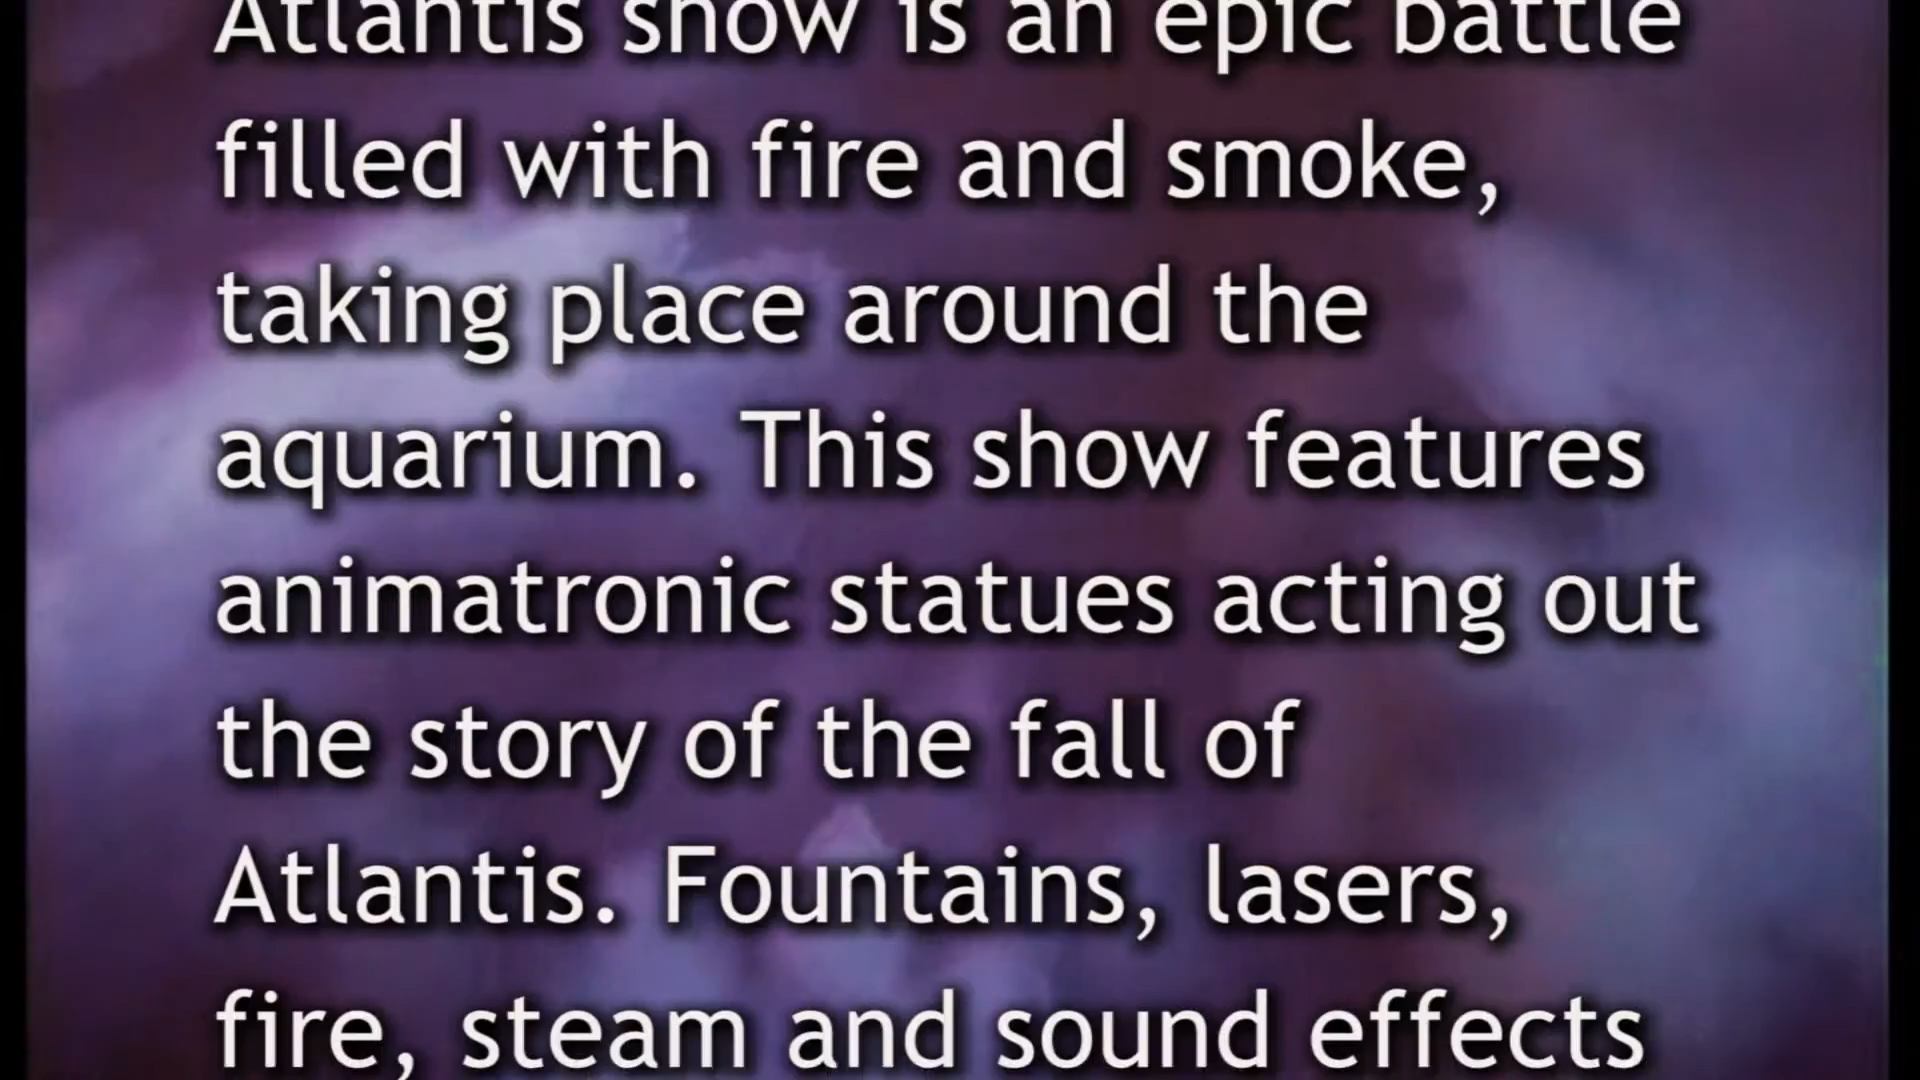 Atlantis show is an epic battle
filled with fire and smoke,
taking place around the
aquarium. This show features
animatronic statues acting out
the story of the fall of
Atlantis. Fountains, lasers,
fire, steam and sound effects